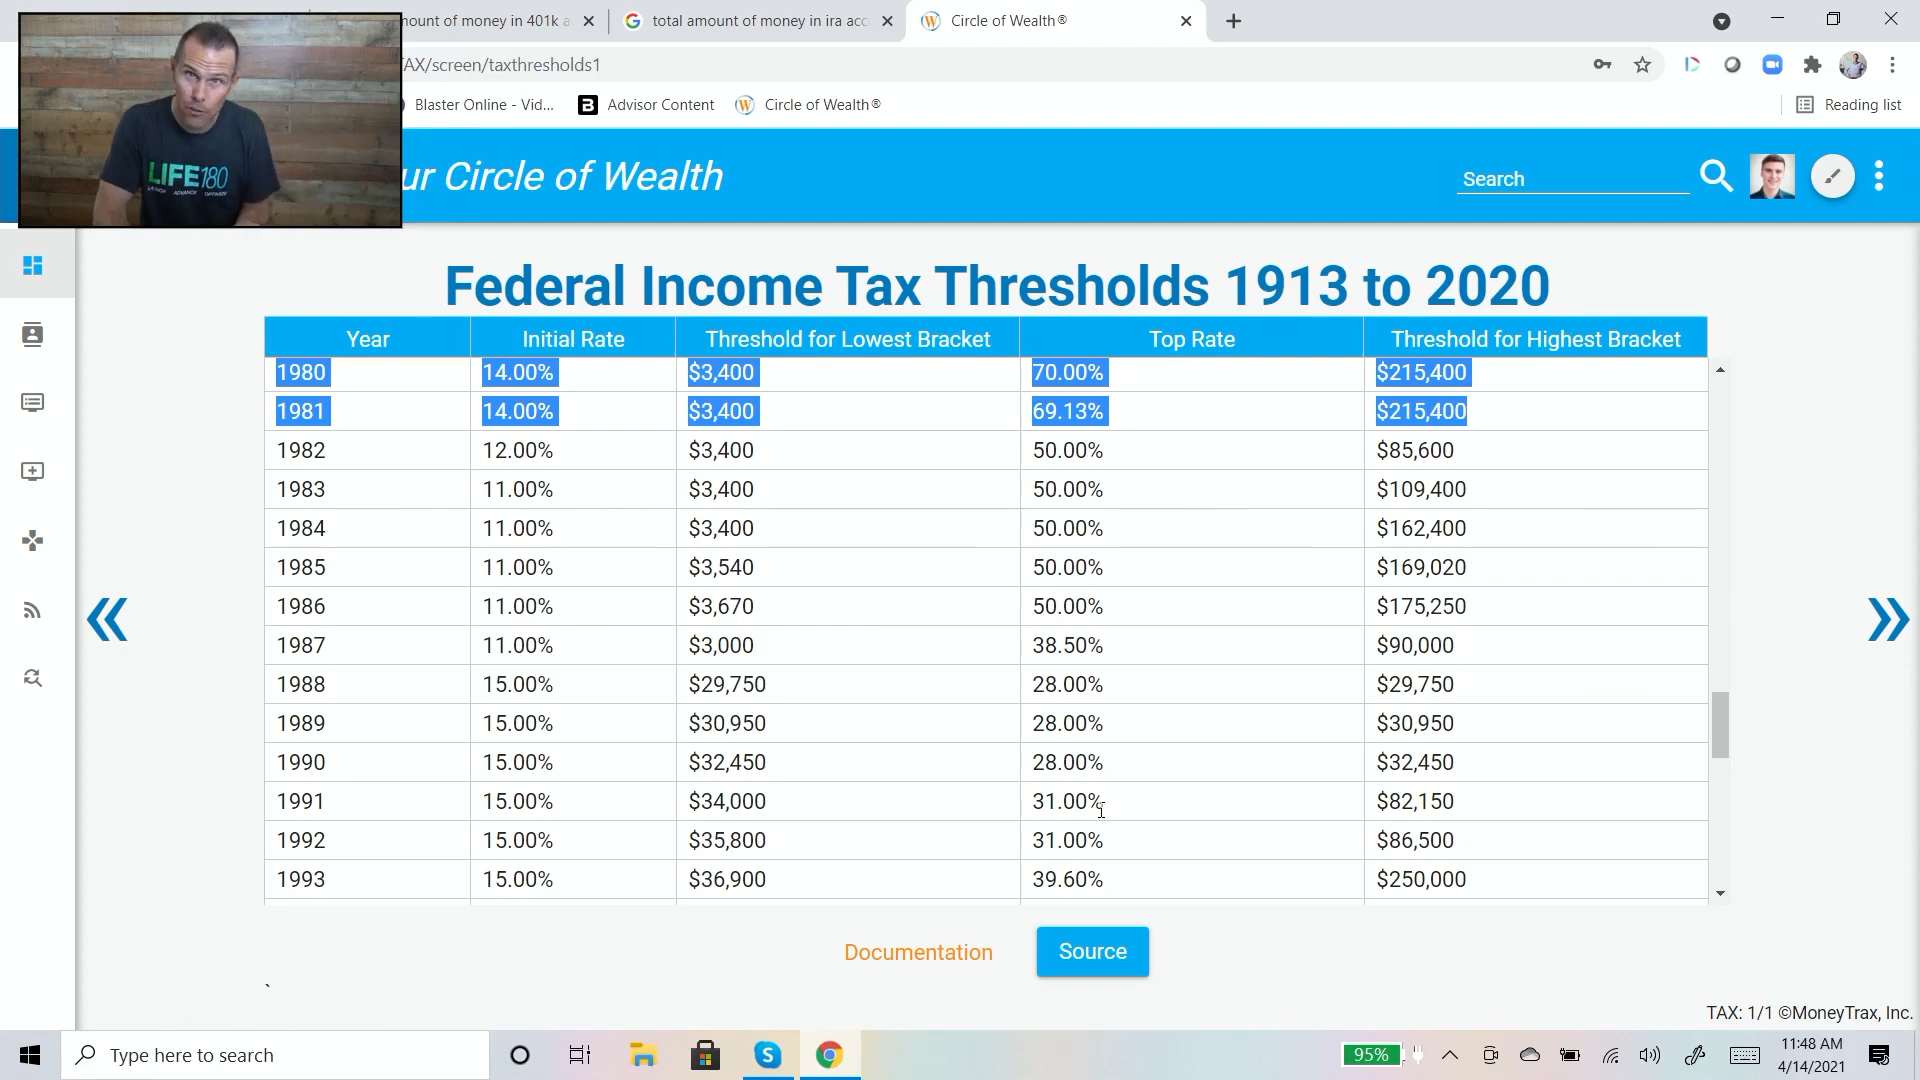 nount of money in 401k a
total amount of money in ira acc
Circle of Wealth®
AX/screen/taxthresholds1
Blaster Online - Vid...
Advisor Content
Circle of Wealth®
Reading list
LIFE180
ADVANCE
ur Circle of Wealth
Search
Federal Income Tax Thresholds 1913 to 2020
Year Initial Rate Threshold for Lowest Bracket Top Rate Threshold for Highest Bracket
1980 14.00% $3,400 70.00% $215,400
1981 14.00% $3,400 69.13% $215,400
1982 12.00% $3,400 50.00% $85,600
1983 11.00% $3,400 50.00% $109,400
1984 11.00% $3,400 50.00% $162,400
1985 11.00% $3,540 50.00% $169,020
1986 11.00% $3,670 50.00% $175,250
1987 11.00% $3,000 38.50% $90,000
1988 15.00% $29,750 28.00% $29,750
1989 15.00% $30,950 28.00% $30,950
1990 15.00% $32,450 28.00% $32,450
1991 15.00% $34,000 31.00% $82,150
1992 15.00% $35,800 31.00% $86,500
1993 15.00% $36,900 39.60% $250,000
Documentation
Source
`
TAX: 1/1 ©MoneyTrax, Inc.
Type here to search
95%
11:48 AM
4/14/2021